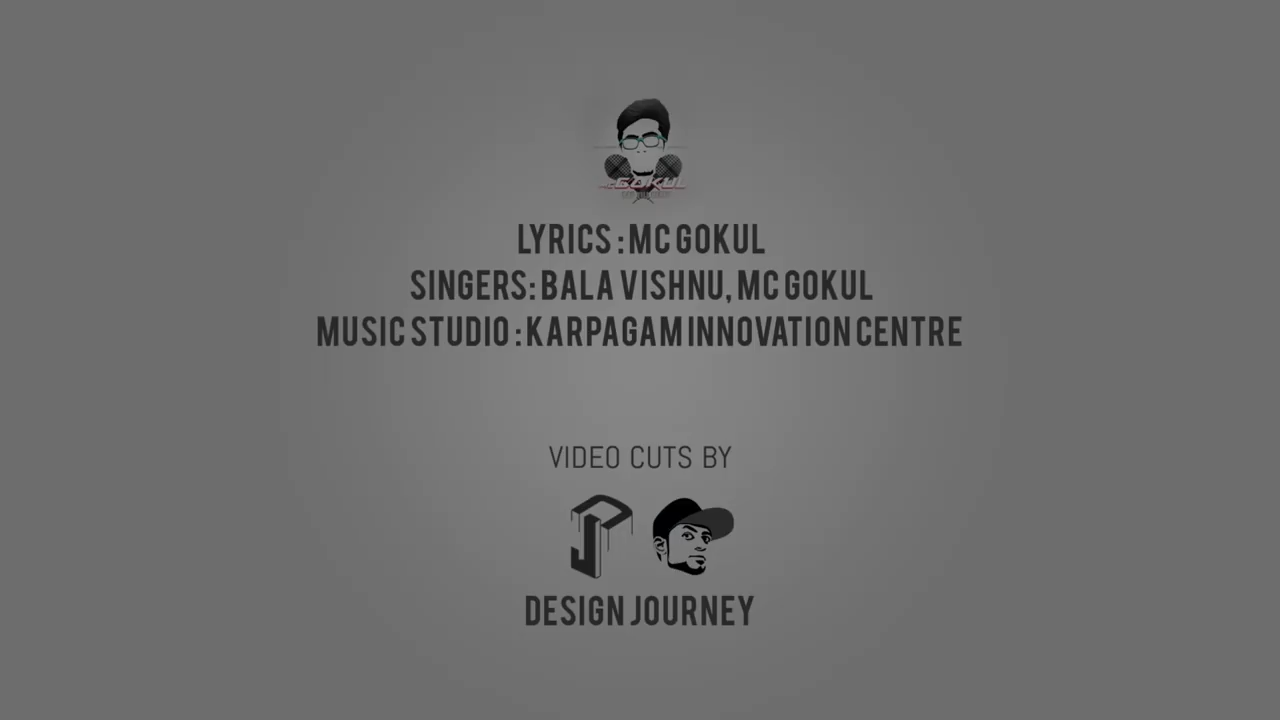 GOKUL
LYRICS : MC GOKUL
SINGERS: BALA VISHNU, MC GOKUL
MUSIC STUDIO : KARPAGAM INNOVATION CENTRE
VIDEO CUTS BY
DESIGN JOURNEY